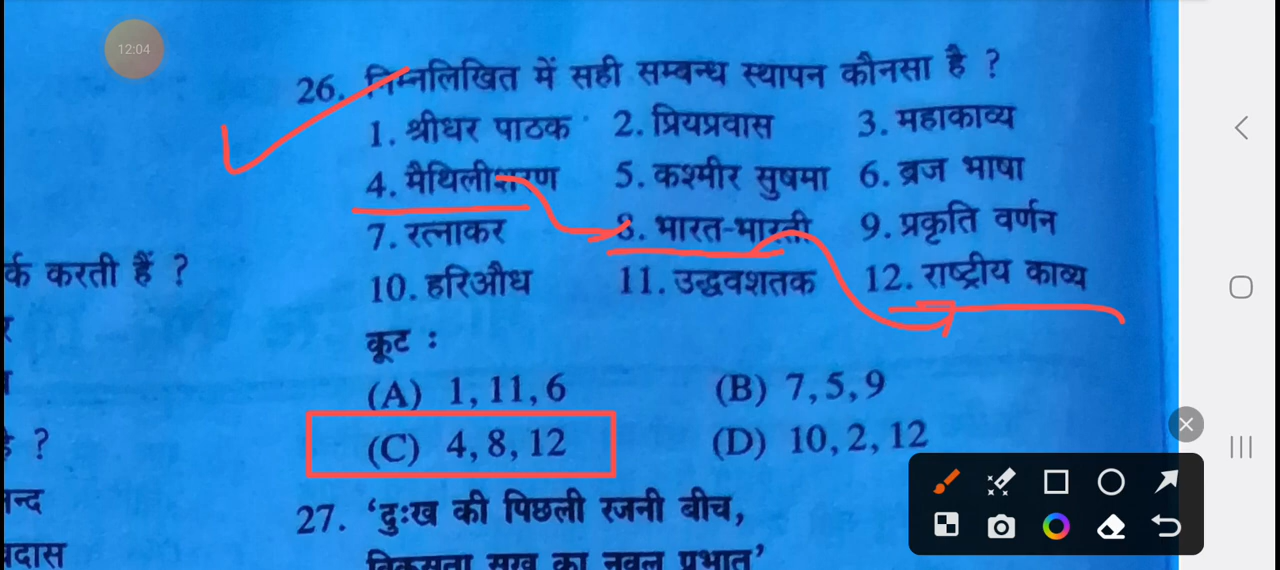 12:04
26. निम्नलिखित में सही सम्बन्ध स्थापन कौनसा है ?
1. श्रीधर पाठक 2. प्रियप्रवास 3. महाकाव्य
4. मैथिलीशरण 5. कश्मीर सुषमा 6. ब्रज भाषा
7. रत्नाकर 8. भारत-भारती 9. प्रकृति वर्णन
र्क करती हैं ?
10. हरिऔध 11. उद्धवशतक 12. राष्ट्रीय काव्य
कूट :
(A) 1, 11, 6 (B) 7, 5, 9
(C) 4, 8, 12 (D) 10, 2, 12
?
27. ‘दुःख की पिछली रजनी बीच,
विकसता सुख का नवल प्रभात’